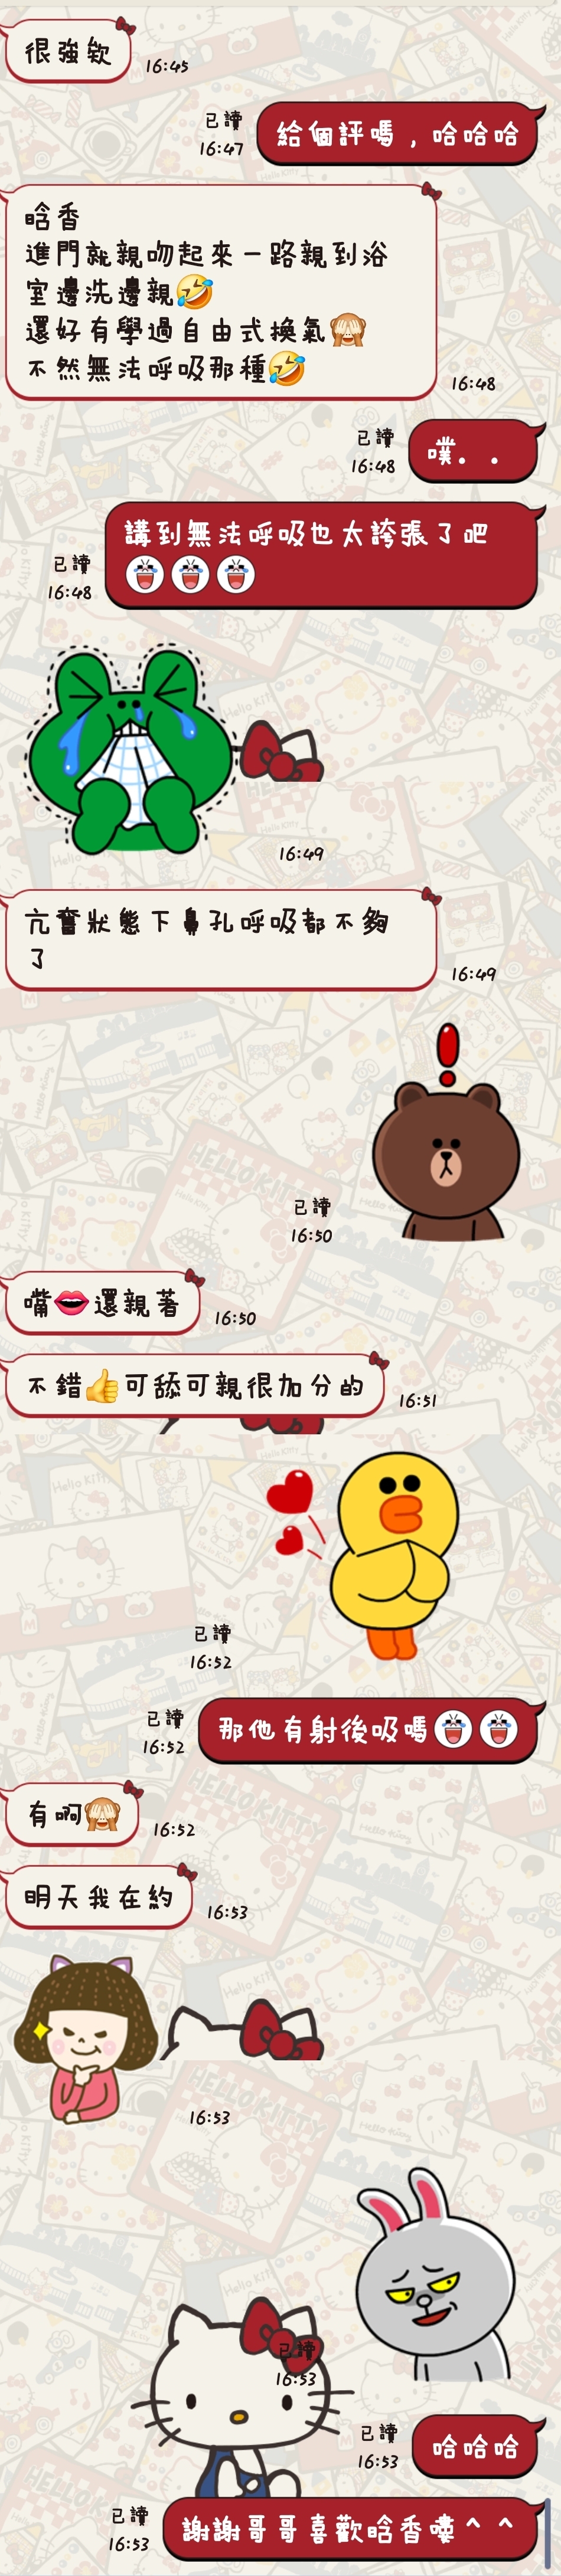 很強欸
16:45
已讀
16:47
給個評嗎，哈哈哈
晗香
進門就親吻起來一路親到浴
室邊洗邊親🤣
還好有學過自由式換氣🙈
不然無法呼吸那種🤣
16:48
已讀
16:48
噗．．
講到無法呼吸也太誇張了吧
已讀
16:48
16:49
亢奮狀態下鼻孔呼吸都不夠
了
16:49
已讀
16:50
嘴👄還親著
16:50
不錯👍可舔可親很加分的
16:51
已讀
16:52
已讀
16:52
那他有射後吸嗎
有啊🙈
16:52
明天我在約
16:53
16:53
已讀
16:53
已讀
16:53
哈哈哈
已讀
16:53
謝謝哥哥喜歡晗香嘍^ ^